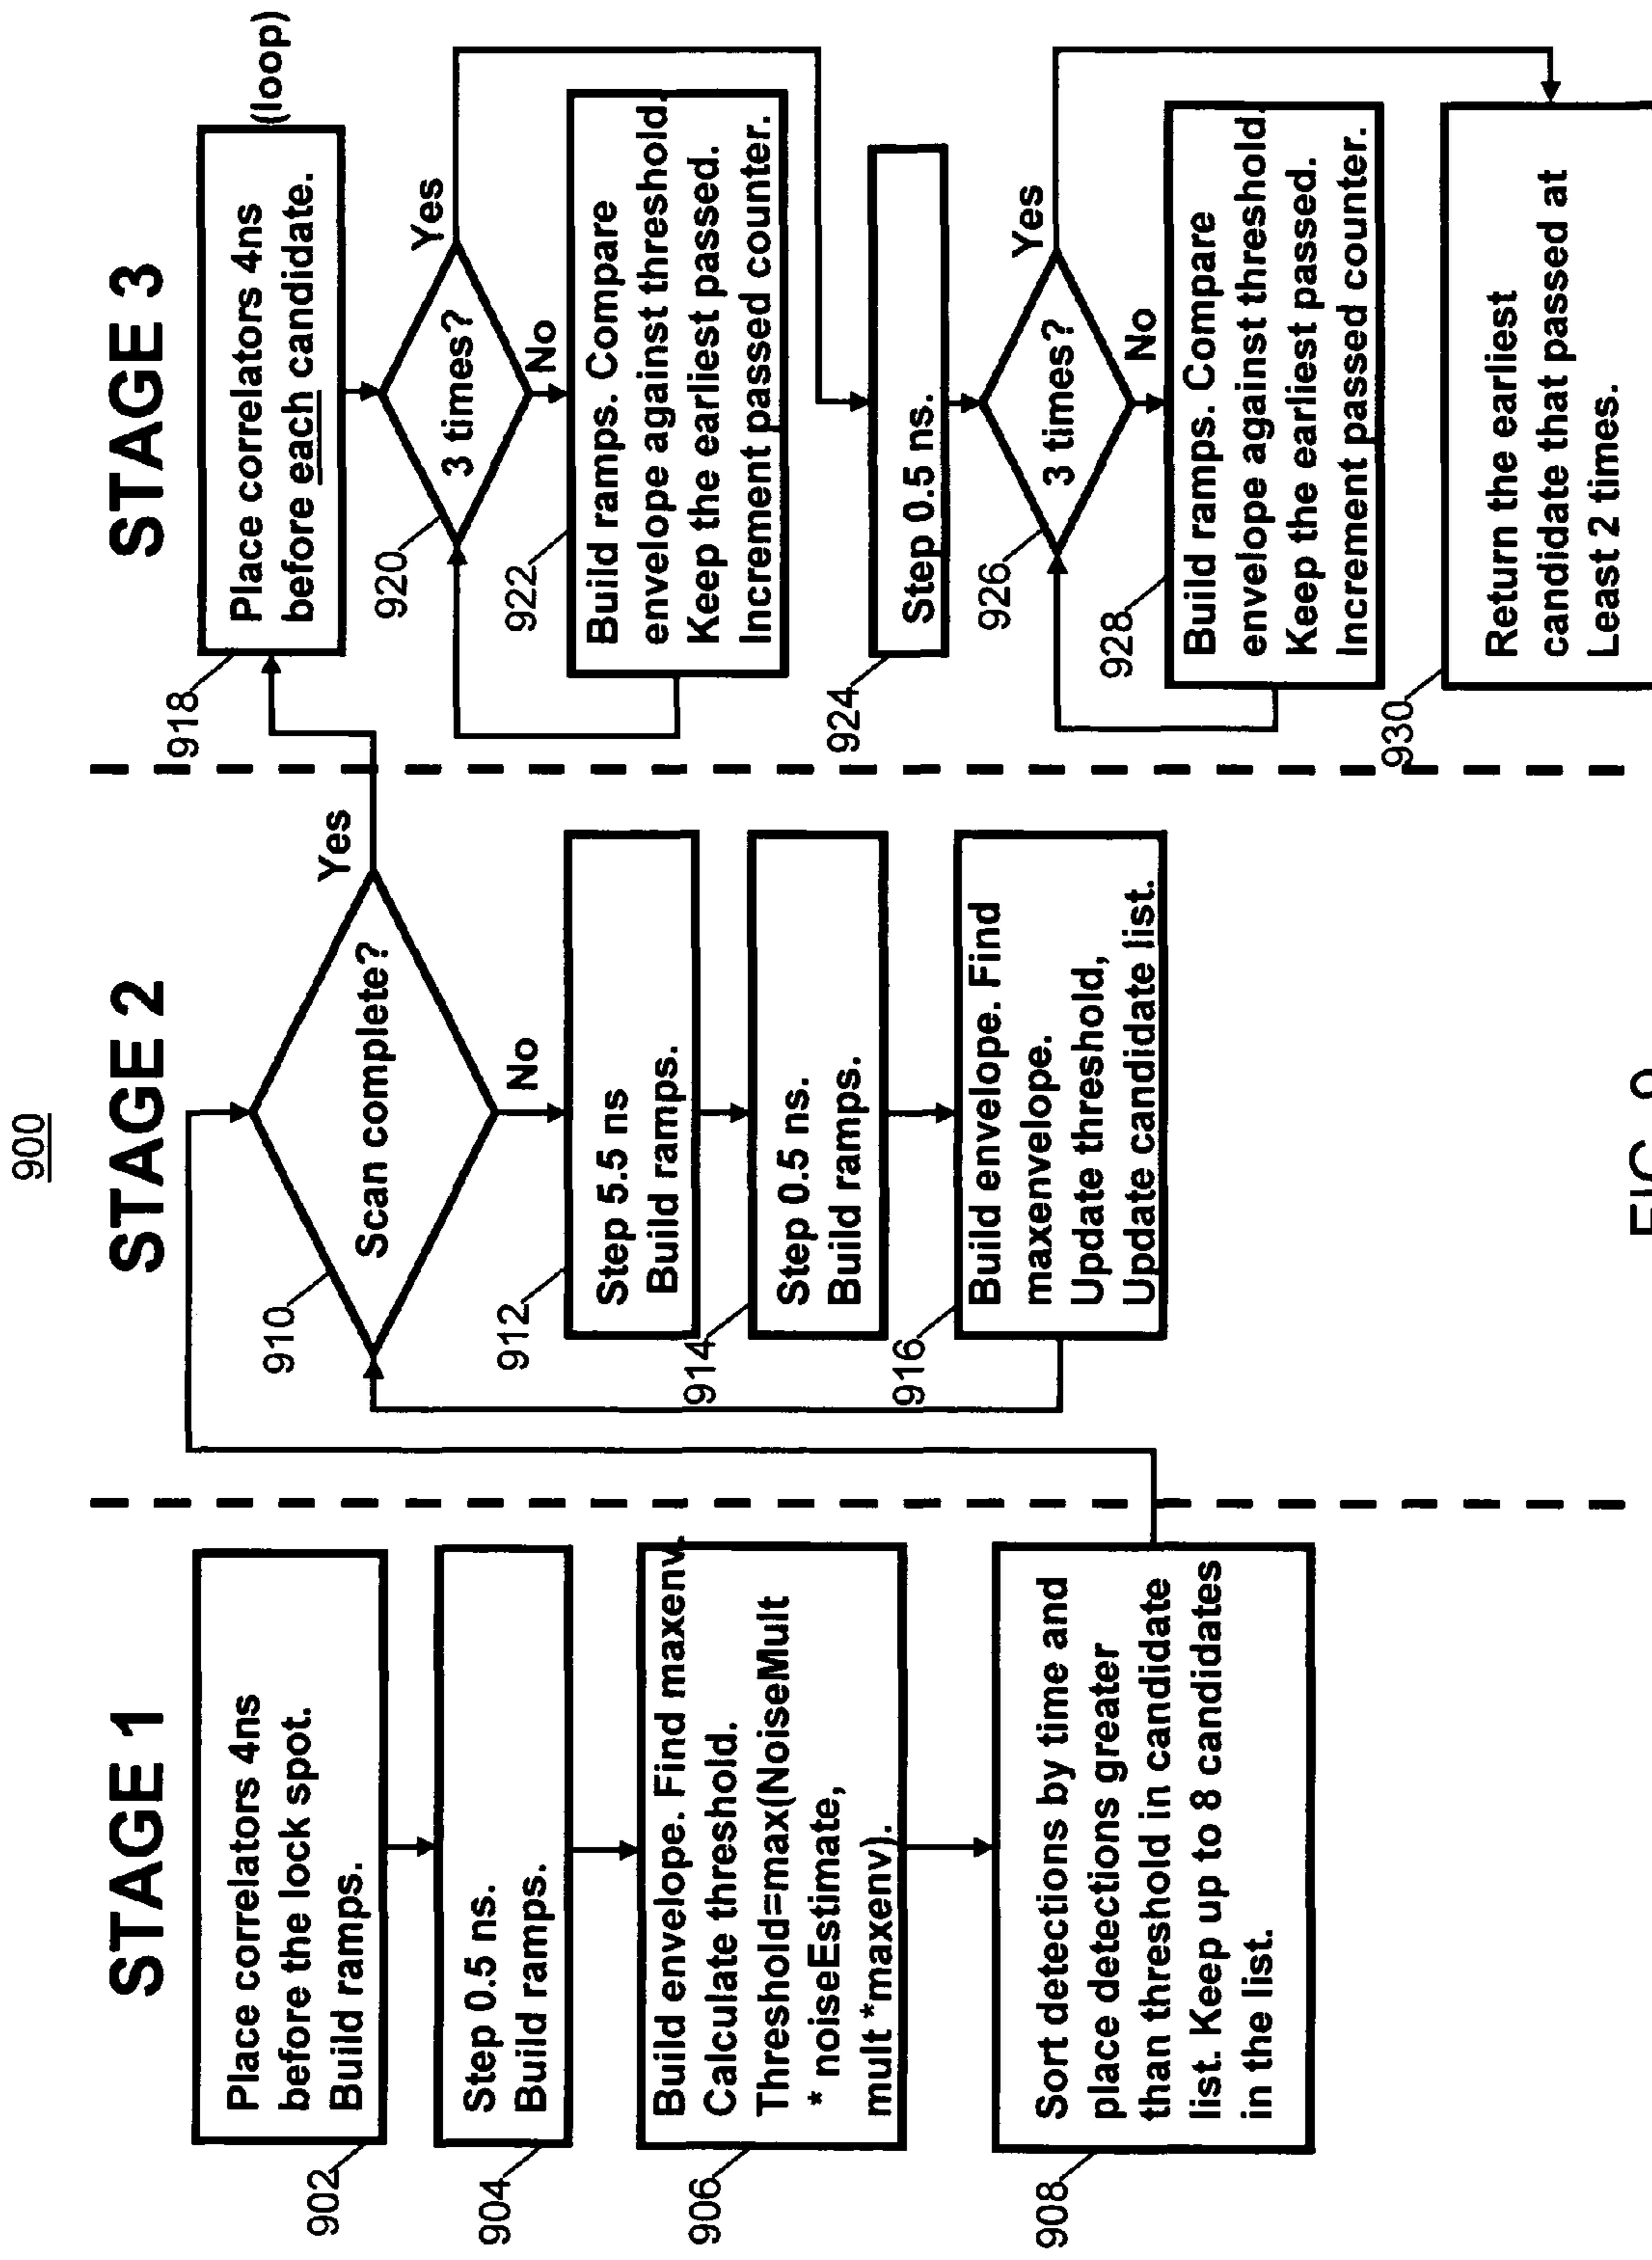 900
STAGE 1
902
Place correlators 4ns
before the lock spot.
Build ramps.
904
Step 0.5 ns.
Build ramps.
906
Build envelope. Find maxenv.
Calculate threshold.
Threshold=max(NoiseMult
* noiseEstimate,
mult *maxenv).
908
Sort detections by time and
place detections greater
than threshold in candidate
list. Keep up to 8 candidates
in the list.
STAGE 2
910
Scan complete?
Yes
No
912
Step 5.5 ns
Build ramps.
914
Step 0.5 ns.
Build ramps.
916
Build envelope. Find
maxenvelope.
Update threshold,
Update candidate list.
STAGE 3
918
Place correlators 4ns
before each candidate.
(loop)
920
3 times?
Yes
No
922
Build ramps. Compare
envelope against threshold.
Keep the earliest passed.
Increment passed counter.
924
Step 0.5 ns.
926
3 times?
Yes
No
928
Build ramps. Compare
envelope against threshold
Keep the earliest passed.
Increment passed counter.
930
Return the earliest
candidate that passed at
Least 2 times.